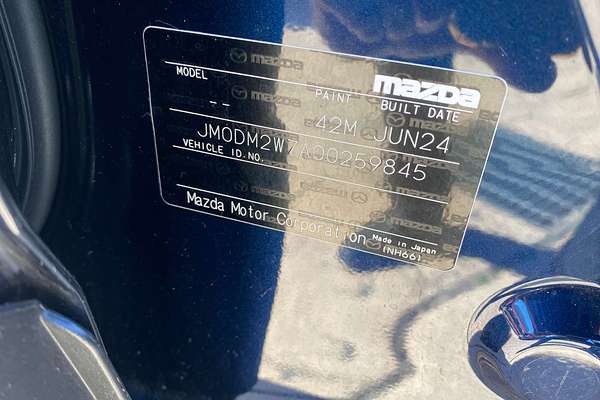 mazda
MODEL PAINT BUILT DATE
-- 42M JUN24
JM0DM2W7A00259845
VEHICLE ID.NO.
Mazda Motor Corporation Made in Japan
(NH66)